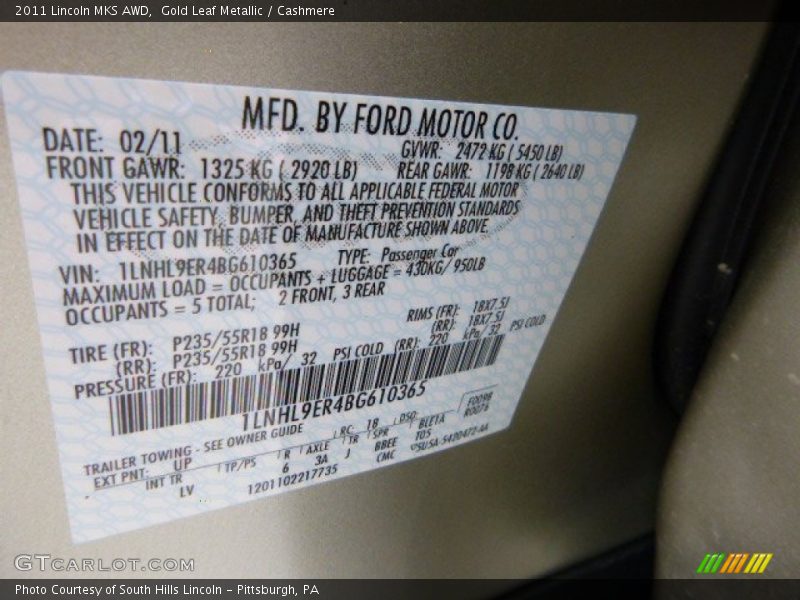 2011 Lincoln MKS AWD,  Gold Leaf Metallic / Cashmere
MFD. BY FORD MOTOR CO.
DATE: 02/11 GVWR: 2472 KG ( 5450 LB)
FRONT GAWR: 1325 KG ( 2920 LB) REAR GAWR: 1198 KG ( 2640 LB)
THIS VEHICLE CONFORMS TO ALL APPLICABLE FEDERAL MOTOR
VEHICLE SAFETY, BUMPER, AND THEFT PREVENTION STANDARDS
IN EFFECT ON THE DATE OF MANUFACTURE SHOWN ABOVE.
VIN: 1LNHL9ER4BG610365 TYPE: Passenger Car
MAXIMUM LOAD = OCCUPANTS + LUGGAGE = 430KG/ 950LB
OCCUPANTS = 5 TOTAL; 2 FRONT, 3 REAR
TIRE (FR): P235/55R18 99H RIMS (FR): 18X7.5J
(RR): P235/55R18 99H (RR): 18X7.5J
PRESSURE (FR): 220 kPa/ 32 PSI COLD (RR): 220 kPa/ 32 PSI COLD
1LNHL9ER4BG610365
TRAILER TOWING - SEE OWNER GUIDE
EXT PNT: UP RC: 18 DSO: F0098
R0076
INT TR TP/PS R AXLE TR SPR BLETA
LV 6 3A J BBEE T05
1201102217735 CMC
GTCARLOT.COM
Photo Courtesy of South Hills Lincoln - Pittsburgh, PA